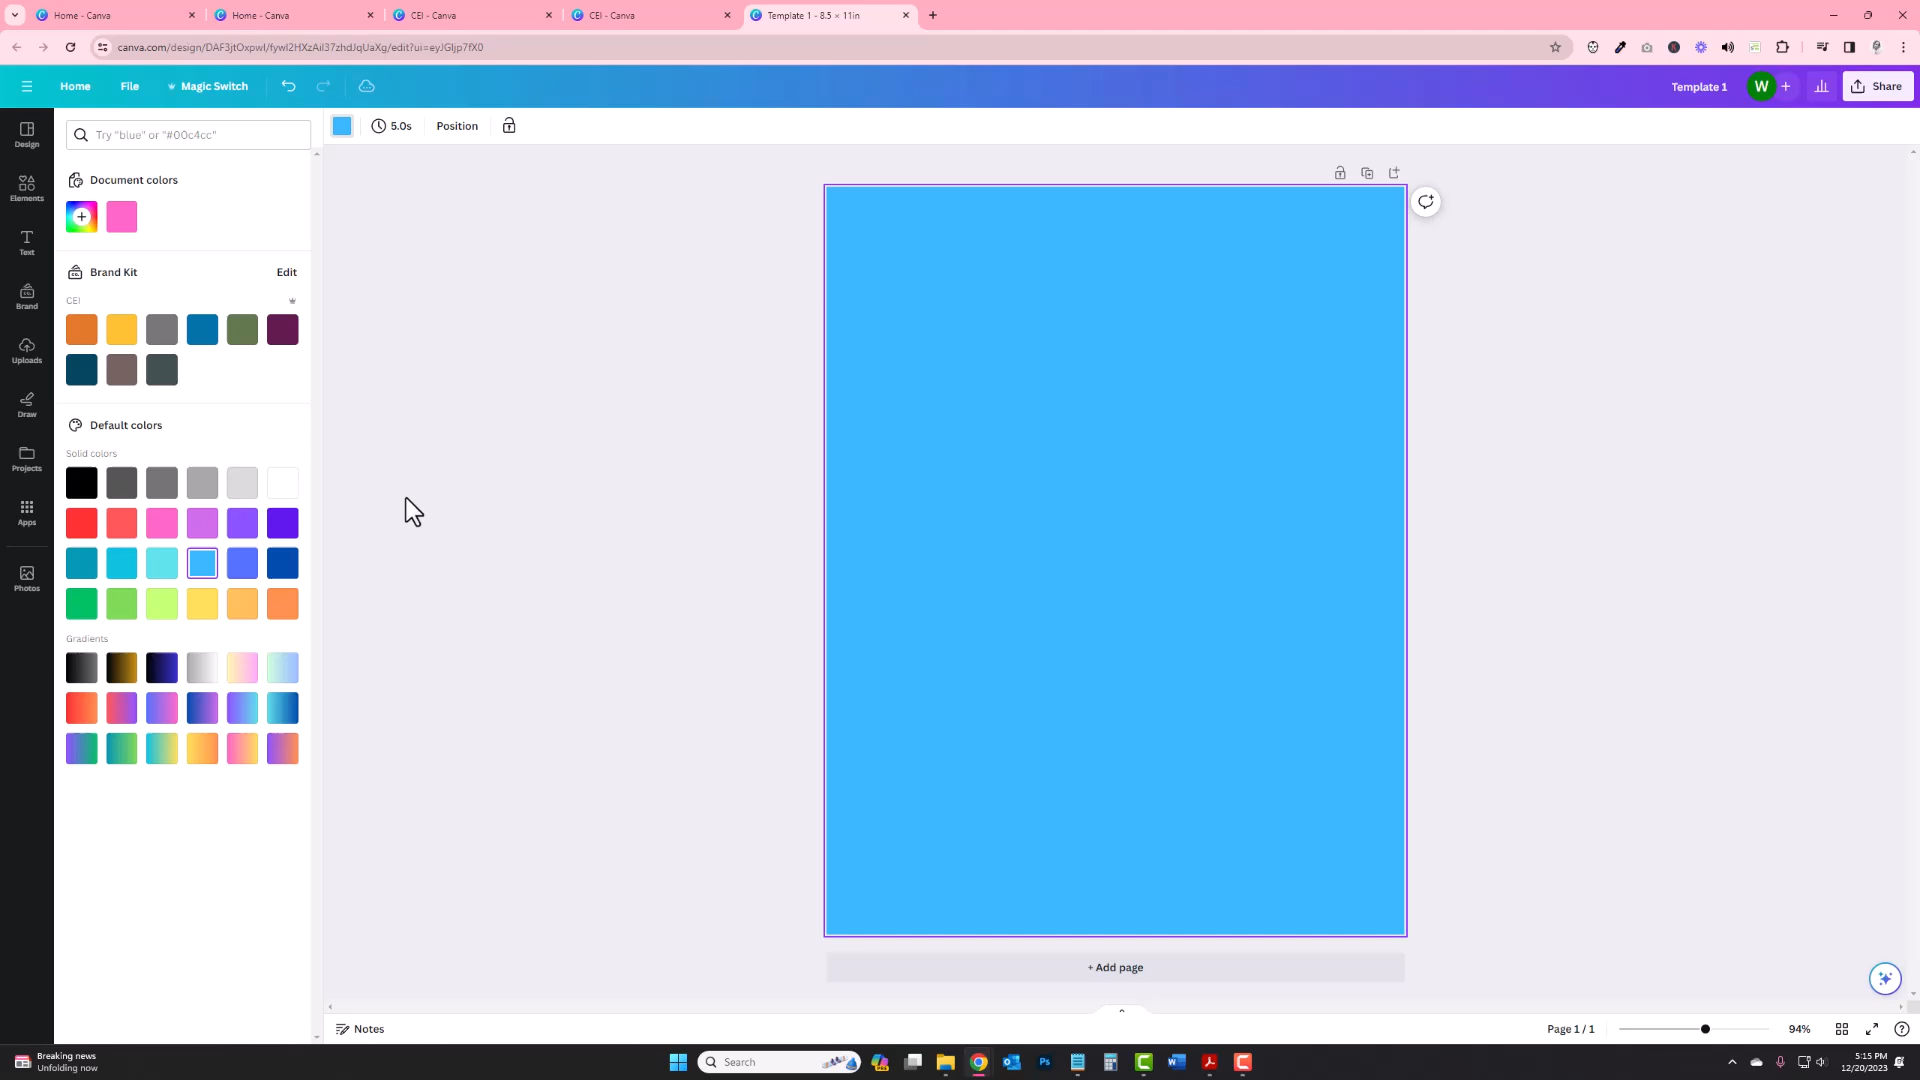 Home - Canva
Home - Canva
CEI - Canva
CEI - Canva
Template 1 - 8.5 × 11in
canva.com/design/DAF3jtOxpwI/fywI2HXzAiI37zhdJqUaXg/edit?ui=eyJGIjp7fX0
Home
File
Magic Switch
Template 1
W
Share
Design
Elements
Text
Brand
Uploads
Draw
Projects
Apps
Photos
Try "blue" or "#00c4cc"
5.0s
Position
Document colors
Brand Kit
Edit
CEI
Default colors
Solid colors
Gradients
+ Add page
Notes
Page 1 / 1
94%
Breaking news
Unfolding now
Search
5:15 PM
12/20/2023